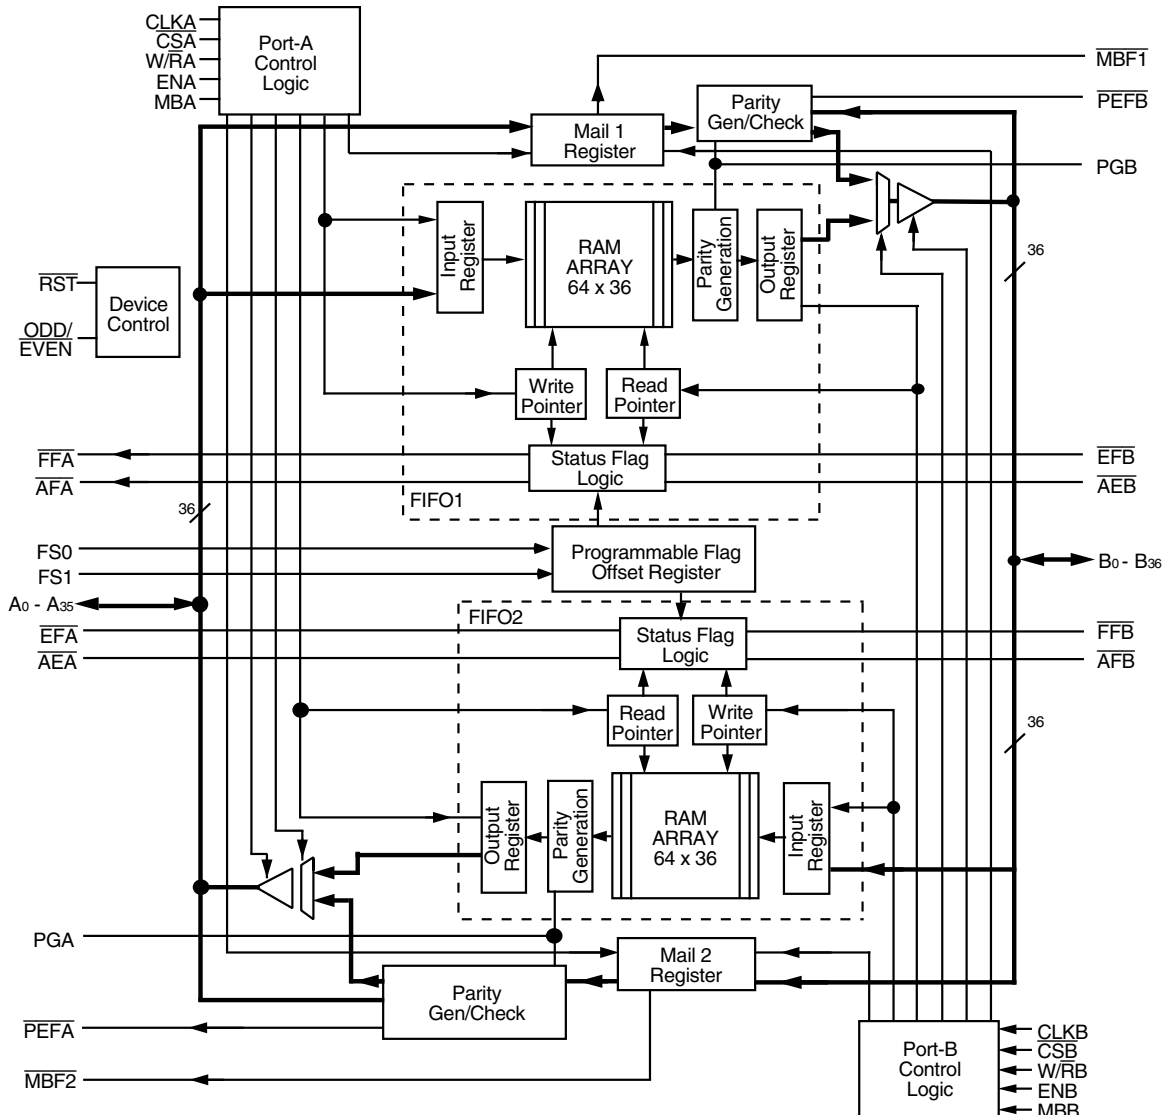 CLKA
CSA
W/RA
ENA
MBA
Port-A
Control
Logic
MBF1
PEFB
PGB
Parity
Gen/Check
Mail 1
Register
Input
Register
RAM
ARRAY
64 x 36
Parity
Generation
Output
Register
36
RST
ODD/
EVEN
Device
Control
Write
Pointer
Read
Pointer
FFA
AFA
Status Flag
Logic
EFB
AEB
FIFO1
36
FS0
FS1
Programmable Flag
Offset Register
A0 - A35
B0 - B36
FIFO2
EFA
AEA
Status Flag
Logic
FFB
AFB
Read
Pointer
Write
Pointer
36
Output
Register
Parity
Generation
RAM
ARRAY
64 x 36
Input
Register
PGA
Mail 2
Register
Parity
Gen/Check
PEFA
MBF2
Port-B
Control
Logic
CLKB
CSB
W/RB
ENB
MBB